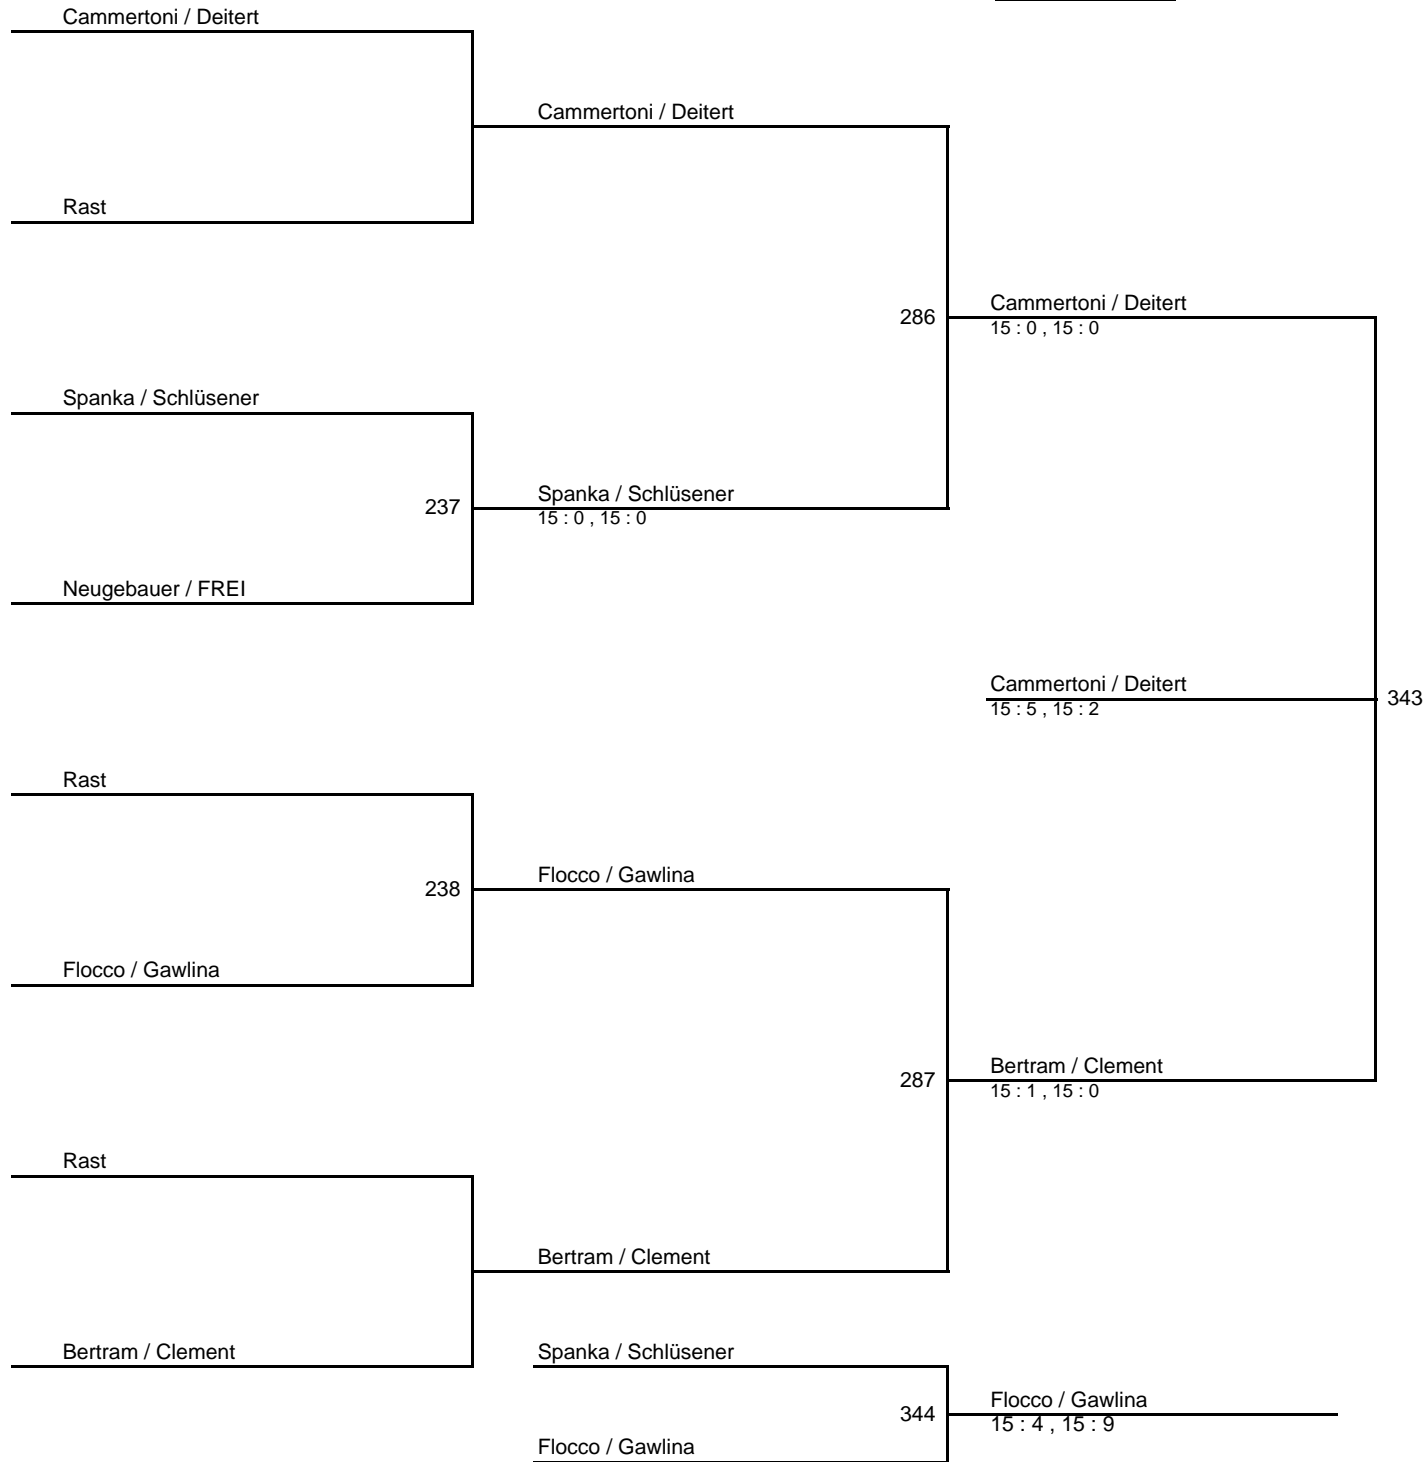 Cammertoni / Deitert
Cammertoni / Deitert
Rast
286
Cammertoni / Deitert
15 : 0 , 15 : 0
Spanka / Schlüsener
237
Spanka / Schlüsener
15 : 0 , 15 : 0
Neugebauer / FREI
Cammertoni / Deitert
15 : 5 , 15 : 2
343
Rast
238
Flocco / Gawlina
Flocco / Gawlina
287
Bertram / Clement
15 : 1 , 15 : 0
Rast
Bertram / Clement
Bertram / Clement
Spanka / Schlüsener
344
Flocco / Gawlina
15 : 4 , 15 : 9
Flocco / Gawlina